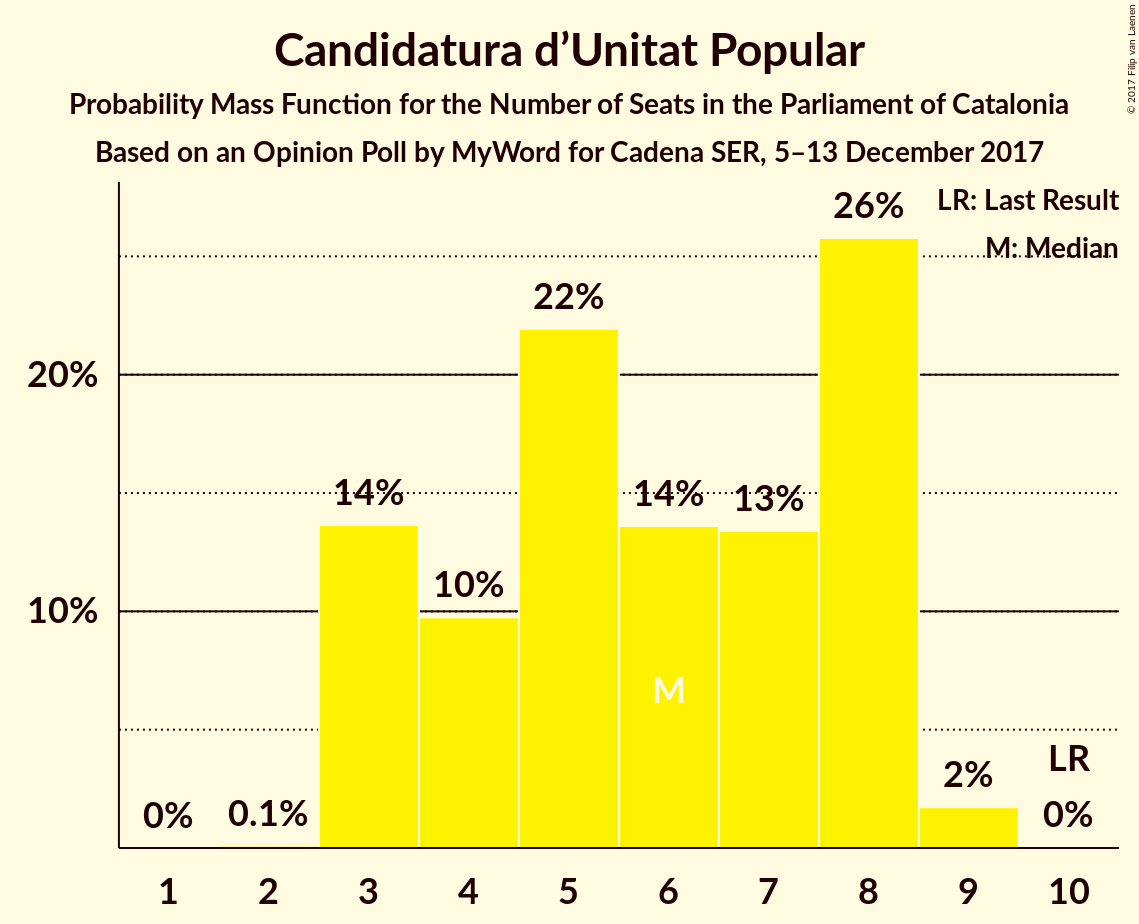 Candidatura d’Unitat Popular
Probability Mass Function for the Number of Seats in the Parliament of Catalonia
Based on an Opinion Poll by MyWord for Cadena SER, 5–13 December 2017
© 2017 Filip van Laenen
LR: Last Result
M: Median
26%
22%
20%
14%
14%
13%
10%
10%
M
LR
2%
0%
0.1%
0%
1 2 3 4 5 6 7 8 9 10